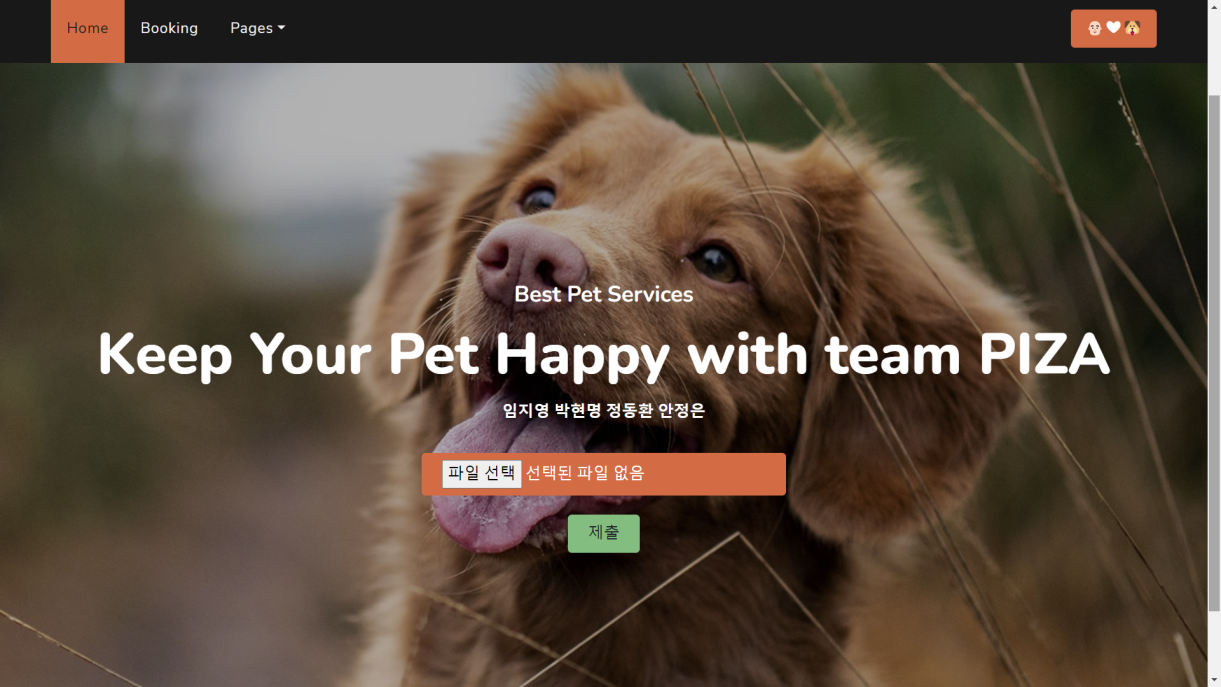 Home Booking Pages
Best Pet Services
Keep Your Pet Happy with team PIZA
임지영 박현명 정동환 안정은
파일 선택 선택된 파일 없음
제출